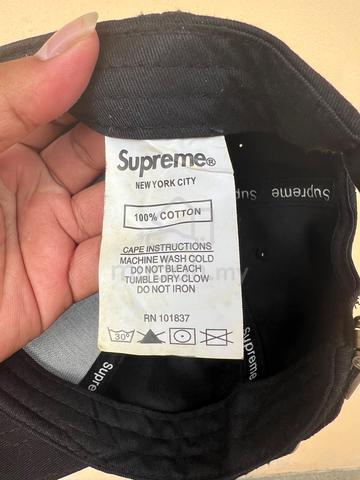 Supreme®
NEW YORK CITY
100% COTTON
CAPE INSTRUCTIONS
MACHINE WASH COLD
DO NOT BLEACH
TUMBLE DRY CLOW
DO NOT IRON
30°
RN 101837
Supreme
Supreme
Supre